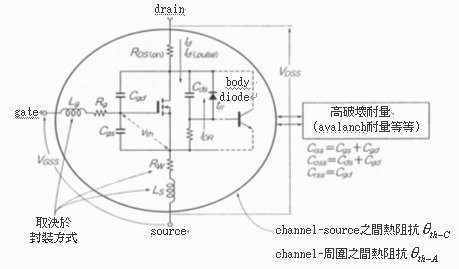 drain
R_DS(on)
I_d
I_d(pulse)
V_DSS
C_gd
C_ds
body
diode
t_rr
gate
L_g
R_g
C_gs
V_th
I_DR
V_GSS
R_W
L_S
source
取決於
封裝方式
高破壞耐量
(avalanch耐量等等)
C_iss=C_gs+C_gd
C_oss=C_ds+C_gd
C_rss=C_gd
channel-source之間熱阻抗 θ_th-C
channel-周圍之間熱阻抗 θ_th-A